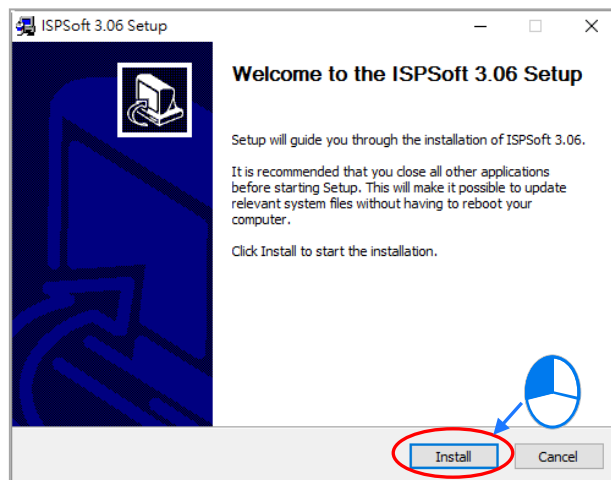 ISPSoft 3.06 Setup
Welcome to the ISPSoft 3.06 Setup
Setup will guide you through the installation of ISPSoft 3.06.
It is recommended that you close all other applications
before starting Setup. This will make it possible to update
relevant system files without having to reboot your
computer.
Click Install to start the installation.
Install Cancel